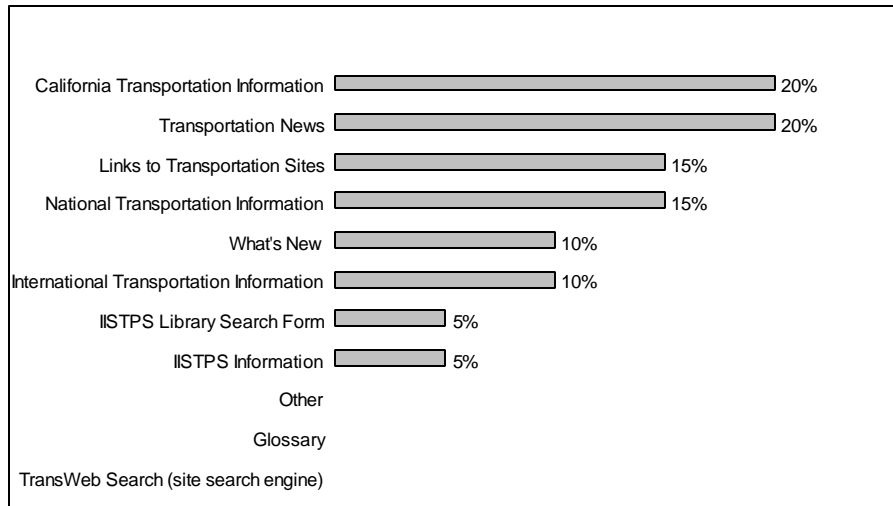 California Transportation Information 20%
Transportation News 20%
Links to Transportation Sites 15%
National Transportation Information 15%
What's New 10%
International Transportation Information 10%
IISTPS Library Search Form 5%
IISTPS Information 5%
Other
Glossary
TransWeb Search (site search engine)